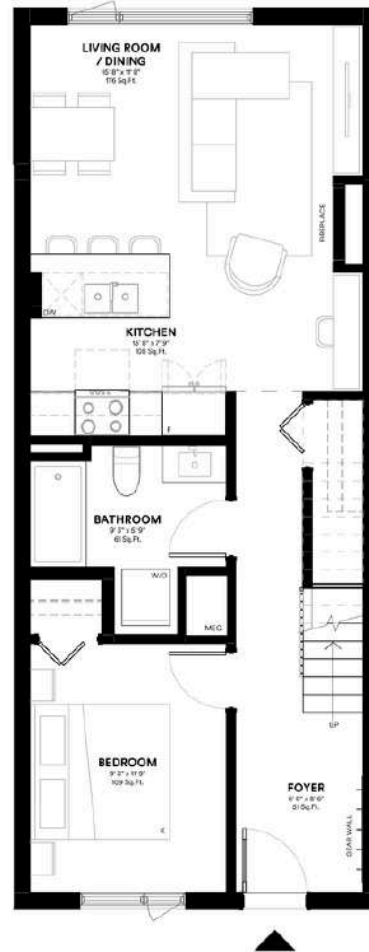 LIVING ROOM
/ DINING
15'8" x 11'8"
176 Sq.Ft.
FIREPLACE
DW
KITCHEN
15'8" x 7'9"
108 Sq.Ft.
F
BATHROOM
9'3" x 5'9"
61 Sq.Ft.
W/D
MEC
UP
BEDROOM
9'3" x 11'9"
109 Sq.Ft.
K
FOYER
51 Sq.Ft.
GEAR WALL